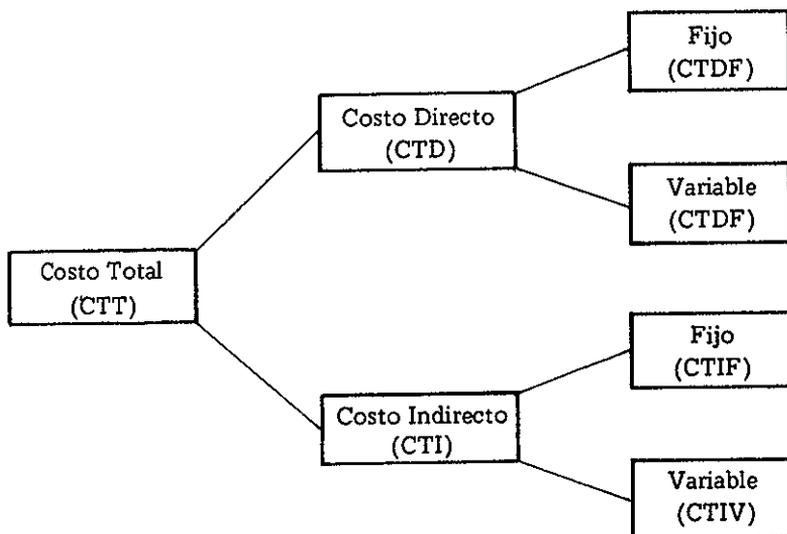 Costo Total
(CTT)
Costo Directo
(CTD)
Fijo
(CTDF)
Variable
(CTDF)
Costo Indirecto
(CTI)
Fijo
(CTIF)
Variable
(CTIV)